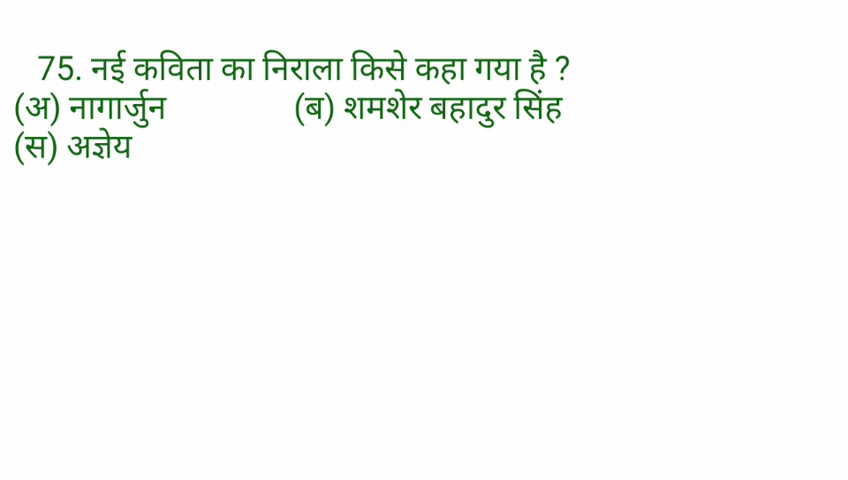 75. नई कविता का निराला किसे कहा गया है ?
(अ) नागार्जुन (ब) शमशेर बहादुर सिंह
(स) अज्ञेय